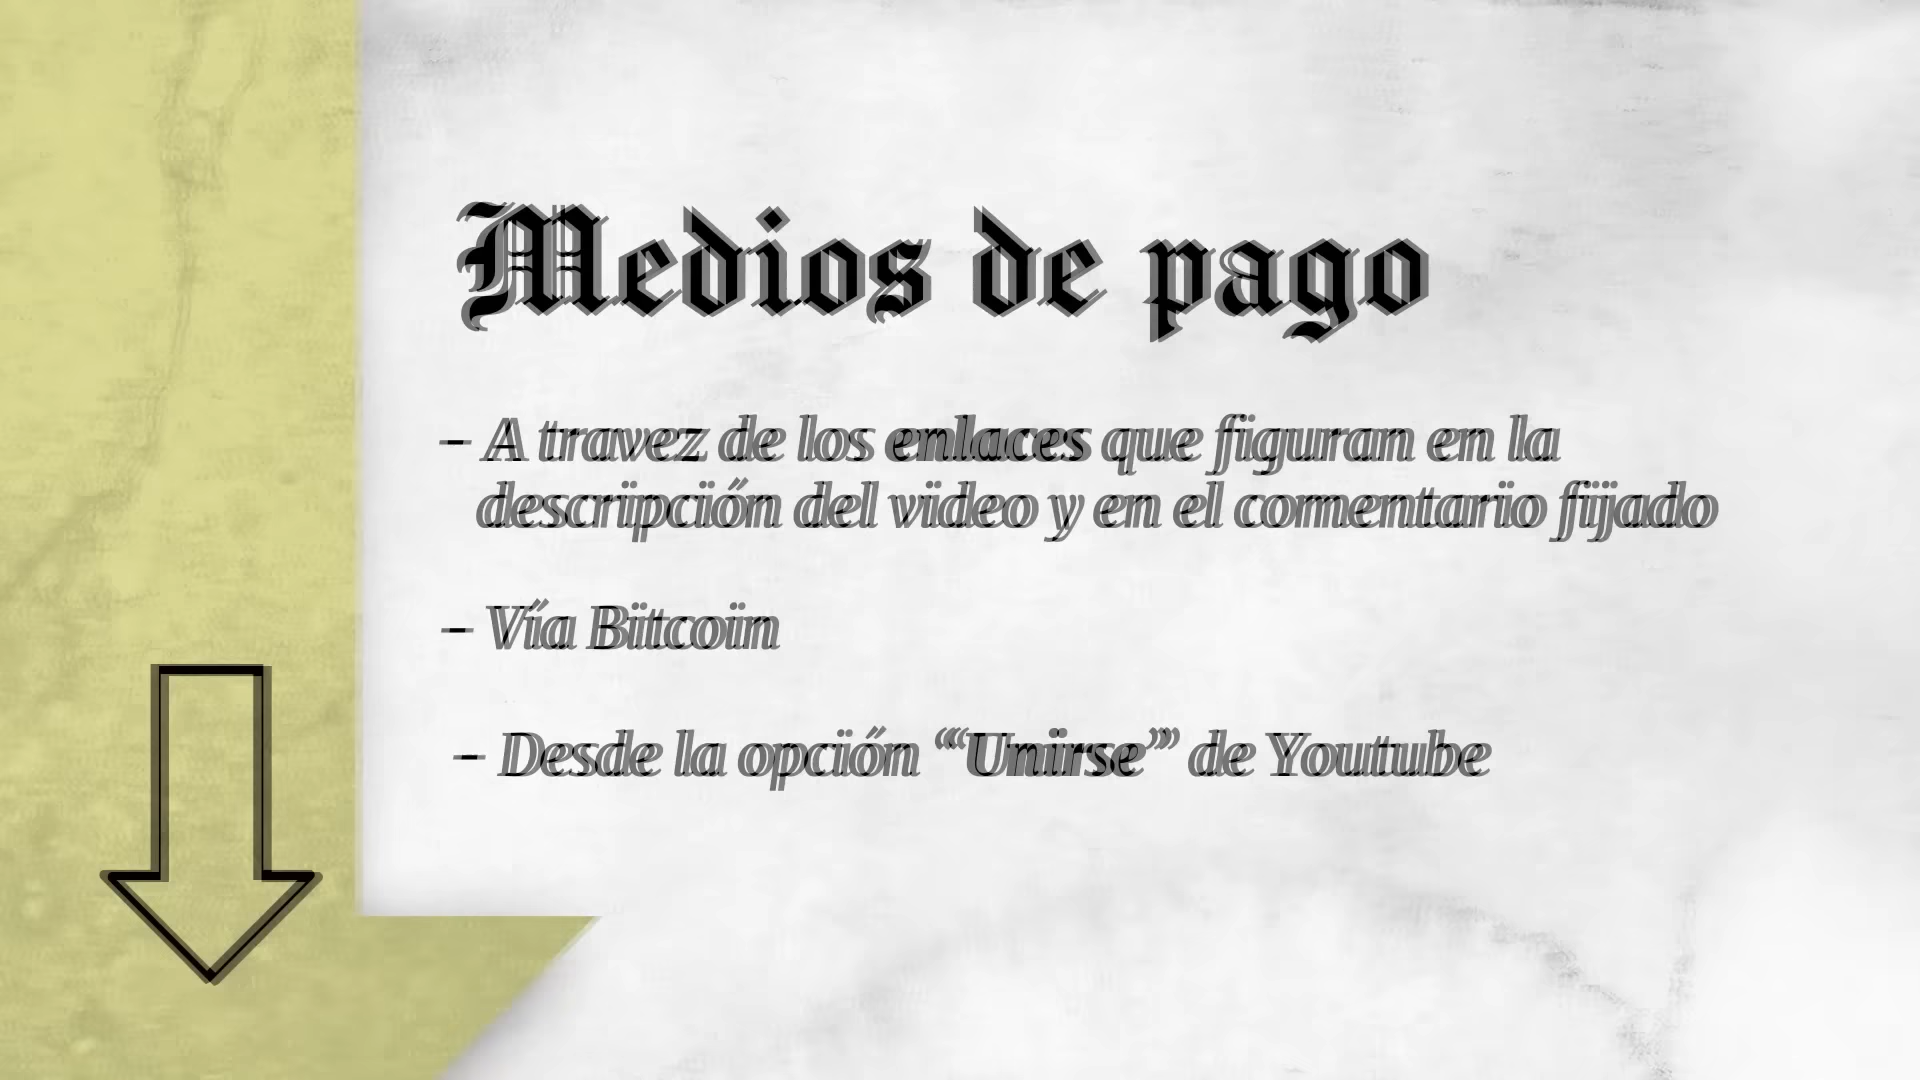 Medios de pago
- A travez de los enlaces que figuran en la
descripción del video y en el comentario fijado
- Vía Bitcoin
- Desde la opción “Unirse” de Youtube